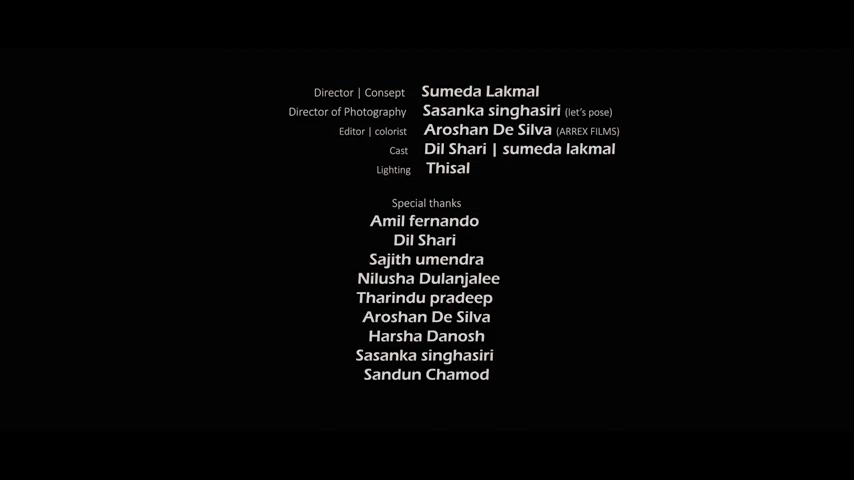 Director | Concept Sumeda Lakmal
Director of Photography Sasanka singhasiri (let's pose)
Editor | colorist Aroshan De Silva (ARREX FILMS)
Cast Dil Shari | sumeda lakmal
Lighting Thisal
Special thanks
Amil fernando
Dil Shari
Sajith umendra
Nilusha Dulanjalee
Tharindu pradeep
Aroshan De Silva
Harsha Danosh
Sasanka singhasiri
Sandun Chamod